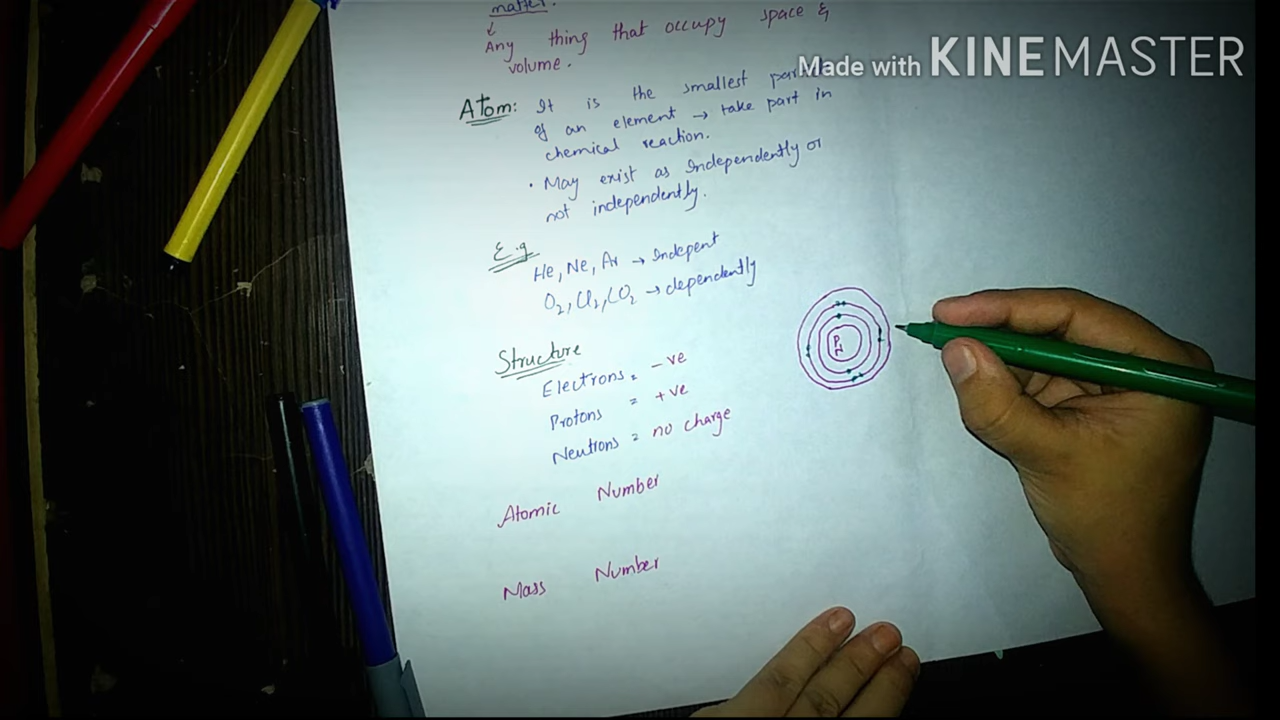 matter.
Any thing that occupy space &
volume.
Made with KINEMASTER
Atom: It is the smallest
of an element → take part in
chemical reaction.
• May exist as Independently or
not independently.
E.g
He, Ne, Ar → Indepent
O2, Cl2, CO2 → dependently
Structure
Electrons = -ve
Protons = +ve
Neutrons = no charge
P
n
Atomic Number
Mass Number